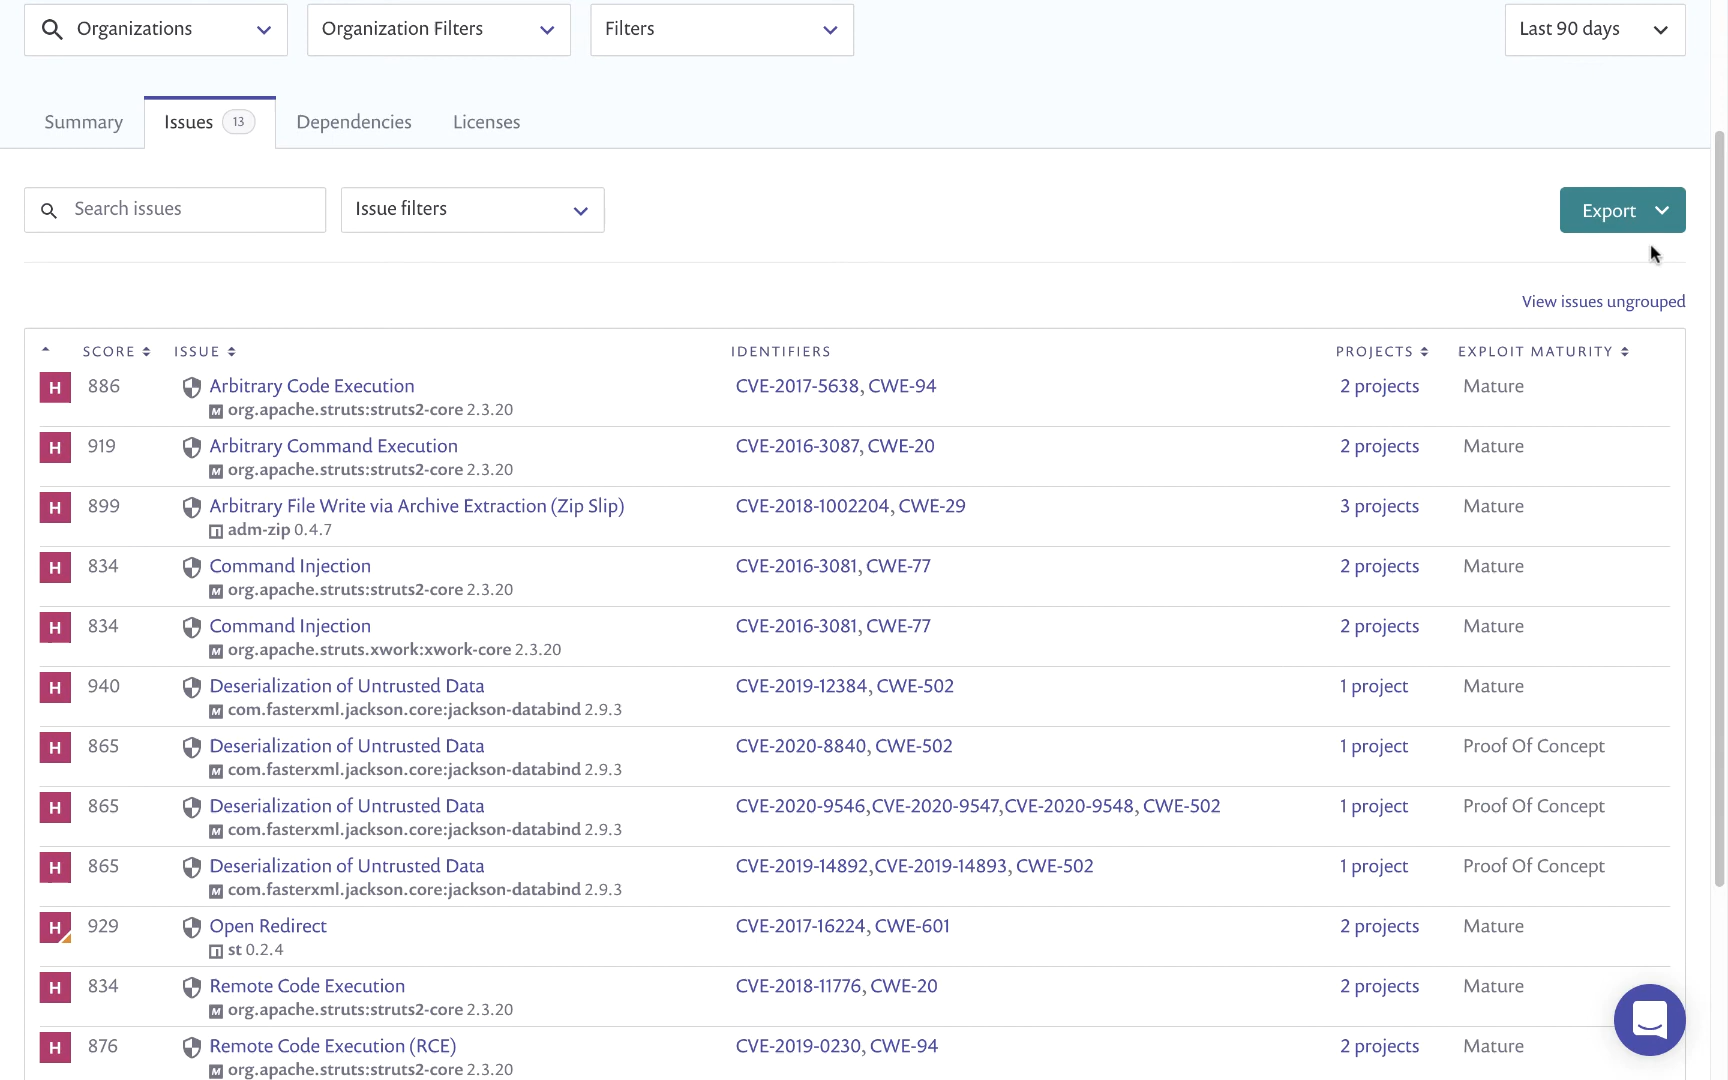 Organizations Organization Filters Filters Last 90 days
Summary Issues 13 Dependencies Licenses
Search issues Issue filters Export
View issues ungrouped
SCORE ISSUE IDENTIFIERS PROJECTS EXPLOIT MATURITY
H 886 Arbitrary Code Execution CVE-2017-5638, CWE-94 2 projects Mature
M org.apache.struts:struts2-core 2.3.20
H 919 Arbitrary Command Execution CVE-2016-3087, CWE-20 2 projects Mature
M org.apache.struts:struts2-core 2.3.20
H 899 Arbitrary File Write via Archive Extraction (Zip Slip) CVE-2018-1002204, CWE-29 3 projects Mature
adm-zip 0.4.7
H 834 Command Injection CVE-2016-3081, CWE-77 2 projects Mature
M org.apache.struts:struts2-core 2.3.20
H 834 Command Injection CVE-2016-3081, CWE-77 2 projects Mature
M org.apache.struts.xwork:xwork-core 2.3.20
H 940 Deserialization of Untrusted Data CVE-2019-12384, CWE-502 1 project Mature
M com.fasterxml.jackson.core:jackson-databind 2.9.3
H 865 Deserialization of Untrusted Data CVE-2020-8840, CWE-502 1 project Proof Of Concept
M com.fasterxml.jackson.core:jackson-databind 2.9.3
H 865 Deserialization of Untrusted Data CVE-2020-9546,CVE-2020-9547,CVE-2020-9548, CWE-502 1 project Proof Of Concept
M com.fasterxml.jackson.core:jackson-databind 2.9.3
H 865 Deserialization of Untrusted Data CVE-2019-14892,CVE-2019-14893, CWE-502 1 project Proof Of Concept
M com.fasterxml.jackson.core:jackson-databind 2.9.3
H 929 Open Redirect CVE-2017-16224, CWE-601 2 projects Mature
st 0.2.4
H 834 Remote Code Execution CVE-2018-11776, CWE-20 2 projects Mature
M org.apache.struts:struts2-core 2.3.20
H 876 Remote Code Execution (RCE) CVE-2019-0230, CWE-94 2 projects Mature
M org.apache.struts:struts2-core 2.3.20